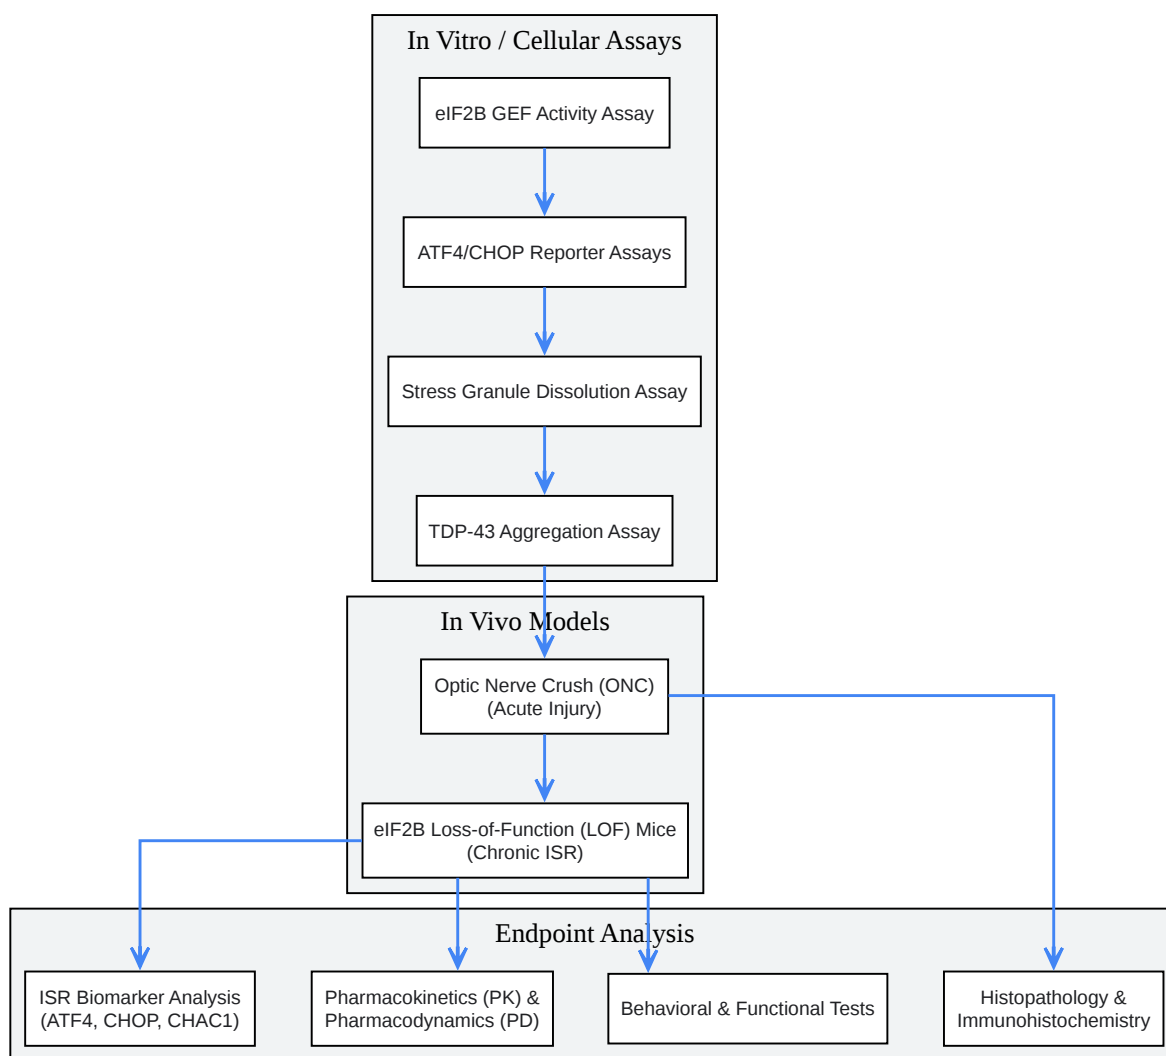 In Vitro / Cellular Assays
eIF2B GEF Activity Assay
ATF4/CHOP Reporter Assays
Stress Granule Dissolution Assay
TDP-43 Aggregation Assay
In Vivo Models
Optic Nerve Crush (ONC)
(Acute Injury)
eIF2B Loss-of-Function (LOF) Mice
(Chronic ISR)
Endpoint Analysis
ISR Biomarker Analysis
(ATF4, CHOP, CHAC1)
Pharmacokinetics (PK) &
Pharmacodynamics (PD)
Behavioral & Functional Tests
Histopathology &
Immunohistochemistry